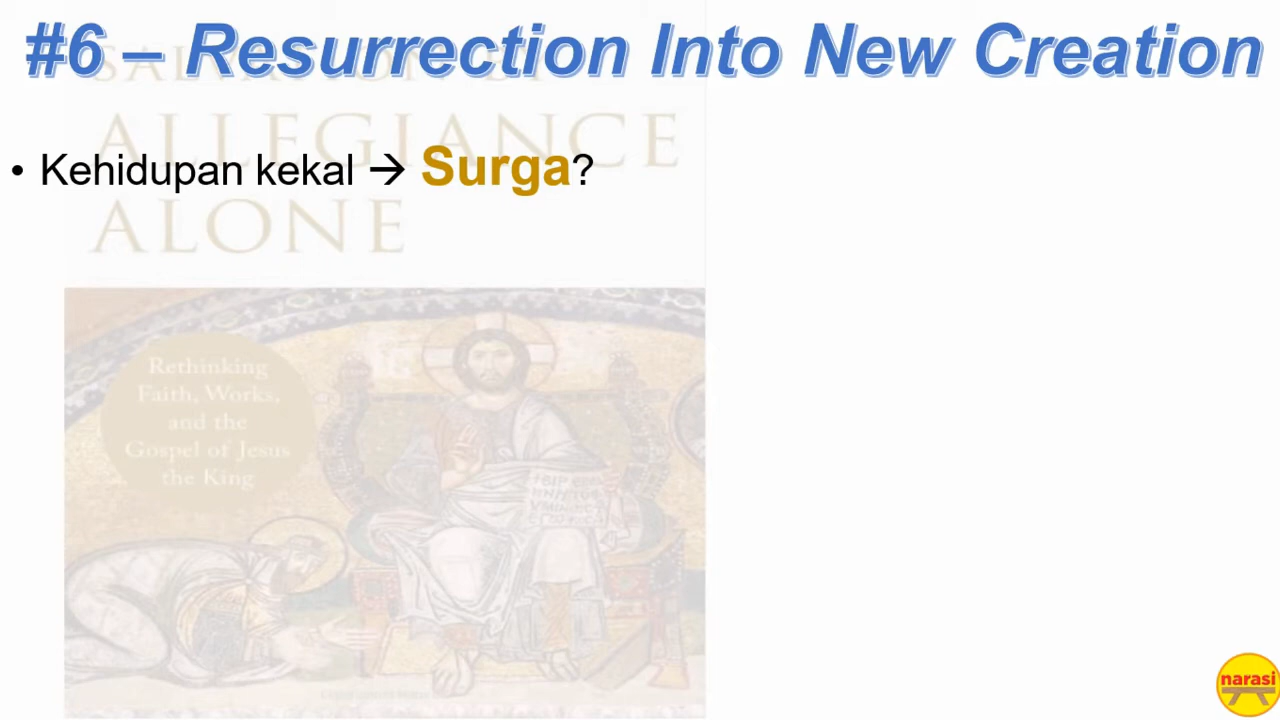 #6 – Resurrection Into New Creation
• Kehidupan kekal → Surga?
ALLEGIANCE
ALONE
Rethinking
Faith, Works,
and the
Gospel of Jesus
the King
narasi